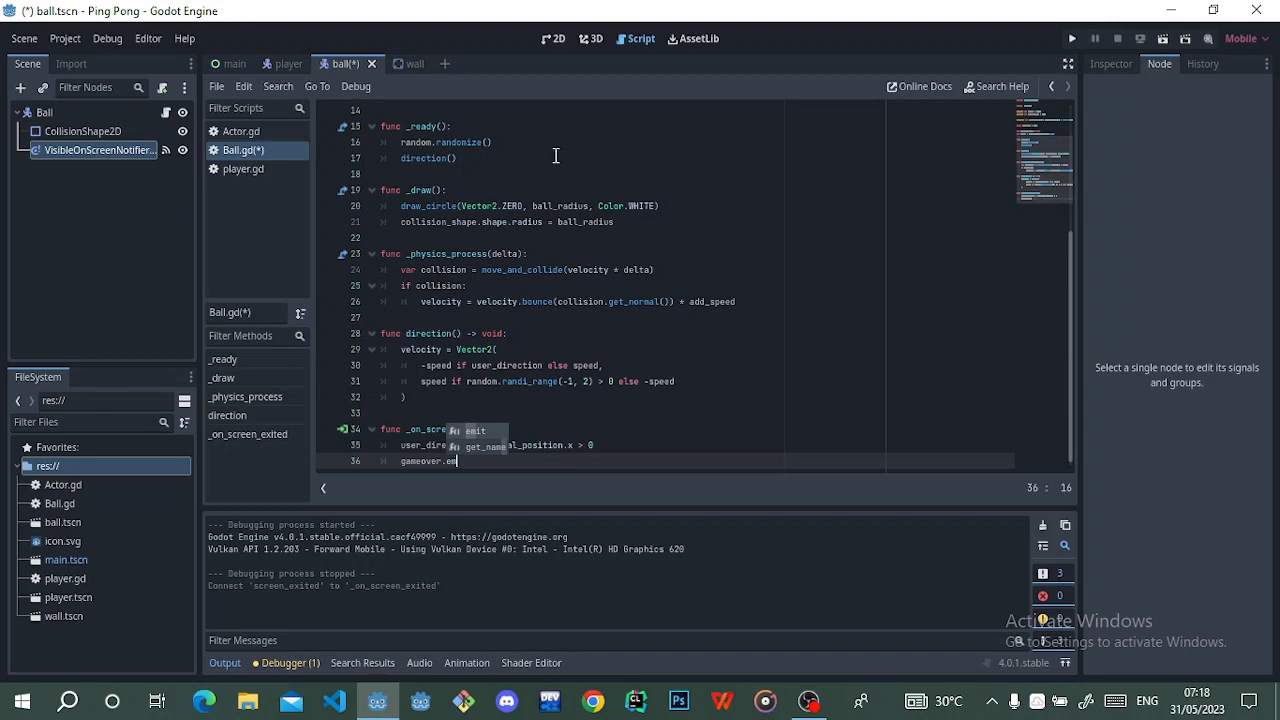 (*) ball.tscn - Ping Pong - Godot Engine
Scene Project Debug Editor Help
2D 3D Script AssetLib
Mobile
Scene Import
main player ball(*) wall
Inspector Node History
Filter Nodes
File Edit Search Go To Debug
Online Docs Search Help
Ball
CollisionShape2D
VisibleOnScreenNotifier...
Filter Scripts
Actor.gd
Ball.gd(*)
player.gd
Ball.gd(*)
Filter Methods
_ready
_draw
_physics_process
direction
_on_screen_exited
14
15 func _ready():
16 random.randomize()
17 direction()
18
19 func _draw():
20 draw_circle(Vector2.ZERO, ball_radius, Color.WHITE)
21 collision_shape.shape.radius = ball_radius
22
23 func _physics_process(delta):
24 var collision = move_and_collide(velocity * delta)
25 if collision:
26 velocity = velocity.bounce(collision.get_normal()) * add_speed
27
28 func direction() -> void:
29 velocity = Vector2(
30 -speed if user_direction else speed,
31 speed if random.randi_range(-1, 2) > 0 else -speed
32 )
33
34 func _on_scre
emit
35 user_dire al_position.x > 0
get_name
36 gameover.em
36 : 16
Select a single node to edit its signals
and groups.
FileSystem
res://
Filter Files
Favorites:
res://
Actor.gd
Ball.gd
ball.tscn
icon.svg
main.tscn
player.gd
player.tscn
wall.tscn
--- Debugging process started ---
Godot Engine v4.0.1.stable.official.cacf49999 - https://godotengine.org
Vulkan API 1.2.203 - Forward Mobile - Using Vulkan Device #0: Intel - Intel(R) HD Graphics 620
--- Debugging process stopped ---
Connect 'screen_exited' to '_on_screen_exited'
3
0
Filter Messages
Output Debugger (1) Search Results Audio Animation Shader Editor
4.0.1.stable
Activate Windows
Go to Settings to activate Windows.
30°C
ENG
07:18
31/05/2023